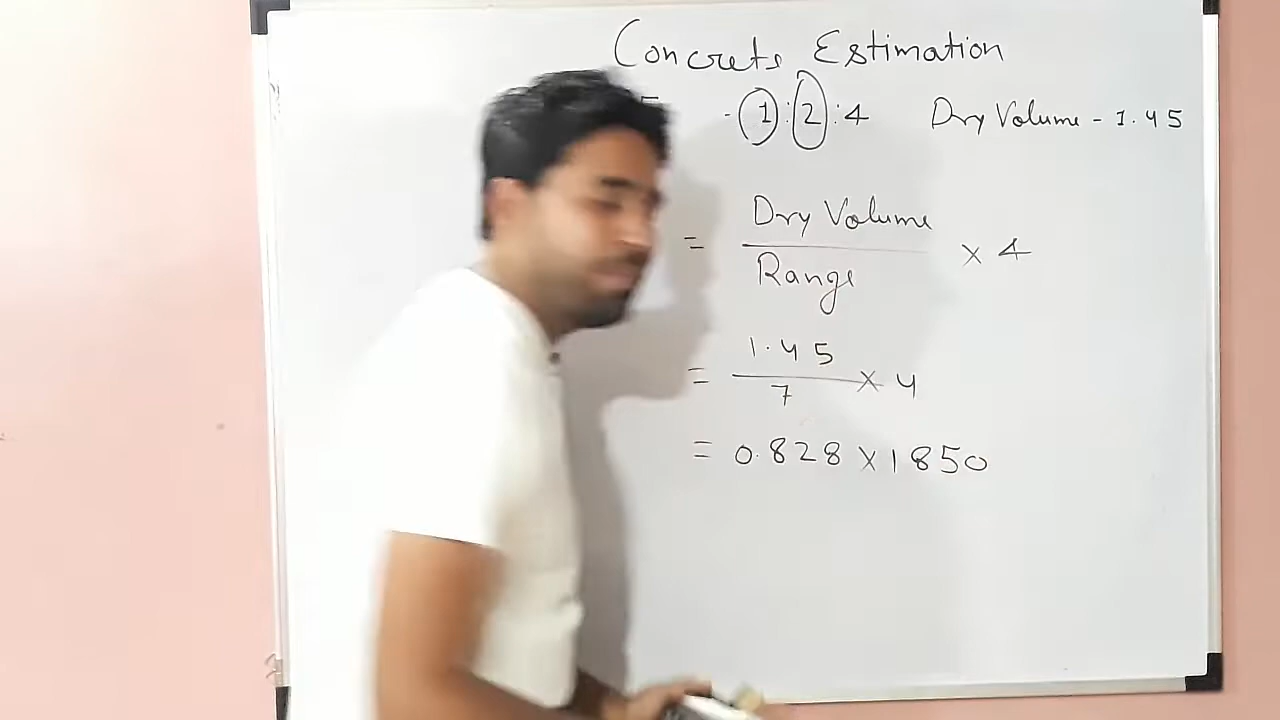 Concrete Estimation
- 1 : 2 : 4 Dry Volume - 1.45
= Dry Volume / Range × 4
= 1.45 / 7 × 4
= 0.828 × 1850